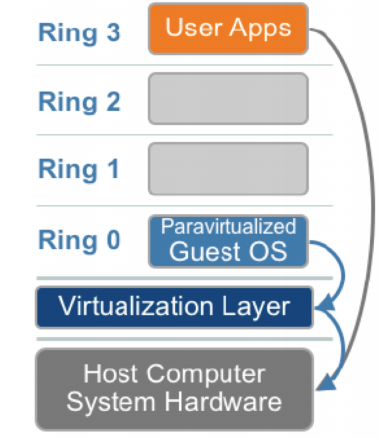 Ring 3
User Apps
Ring 2
Ring 1
Ring 0
Paravirtualized
Guest OS
Virtualization Layer
Host Computer
System Hardware